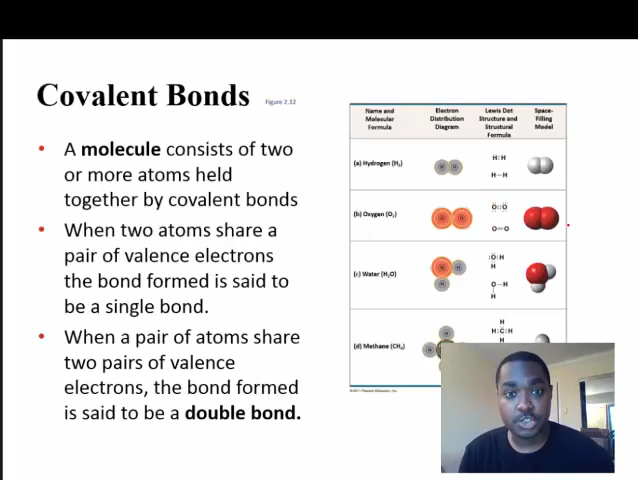 Covalent Bonds
Figure 2.12
• A molecule consists of two
or more atoms held
together by covalent bonds
• When two atoms share a
pair of valence electrons
the bond formed is said to
be a single bond.
• When a pair of atoms share
two pairs of valence
electrons, the bond formed
is said to be a double bond.
Name and
Molecular
Formula
Electron
Distribution
Diagram
Lewis Dot
Structure and
Structural
Formula
Space-
Filling
Model
(a) Hydrogen (H₂)
H H
H:H
H—H
(b) Oxygen (O₂)
O O
O::O
O=O
(c) Water (H₂O)
O H
H
:O:H
H
O—H
H
(d) Methane (CH₄)
H
H
H
H:C:H
H